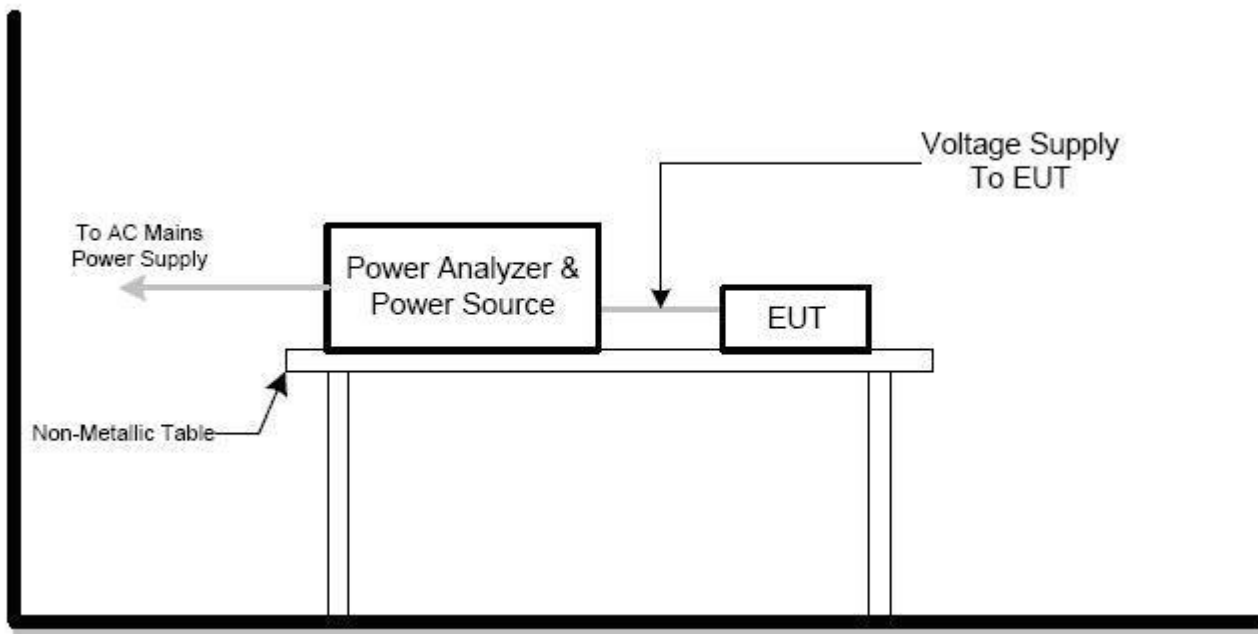 Voltage Supply
To EUT
To AC Mains
Power Supply
Power Analyzer &
Power Source
EUT
Non-Metallic Table